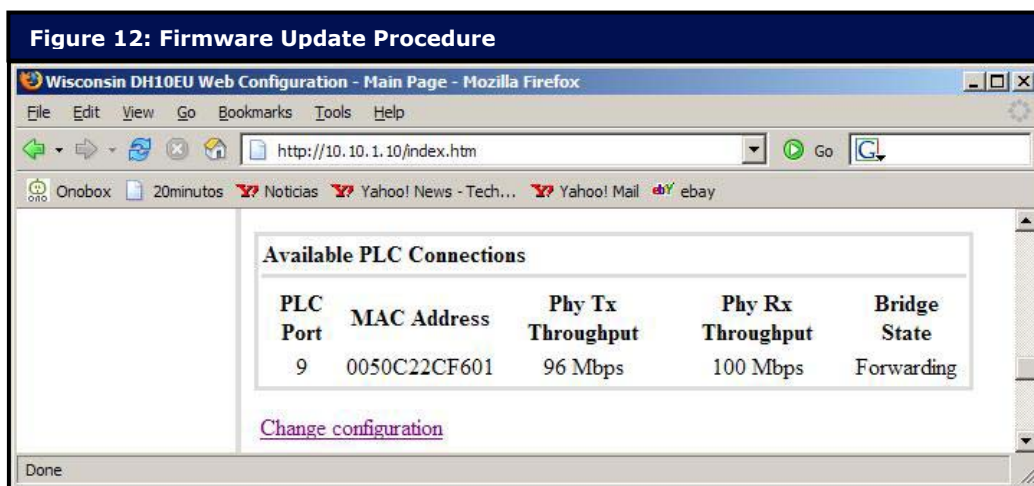 Figure 12: Firmware Update Procedure
Wisconsin DH10EU Web Configuration - Main Page - Mozilla Firefox
File Edit View Go Bookmarks Tools Help
http://10.10.1.10/index.htm Go G
ono Onobox 20minutos Y! Noticias Y! Yahoo! News - Tech... Y! Yahoo! Mail ebY ebay
Available PLC Connections
PLC Port MAC Address Phy Tx Throughput Phy Rx Throughput Bridge State
9 0050C22CF601 96 Mbps 100 Mbps Forwarding
Change configuration
Done